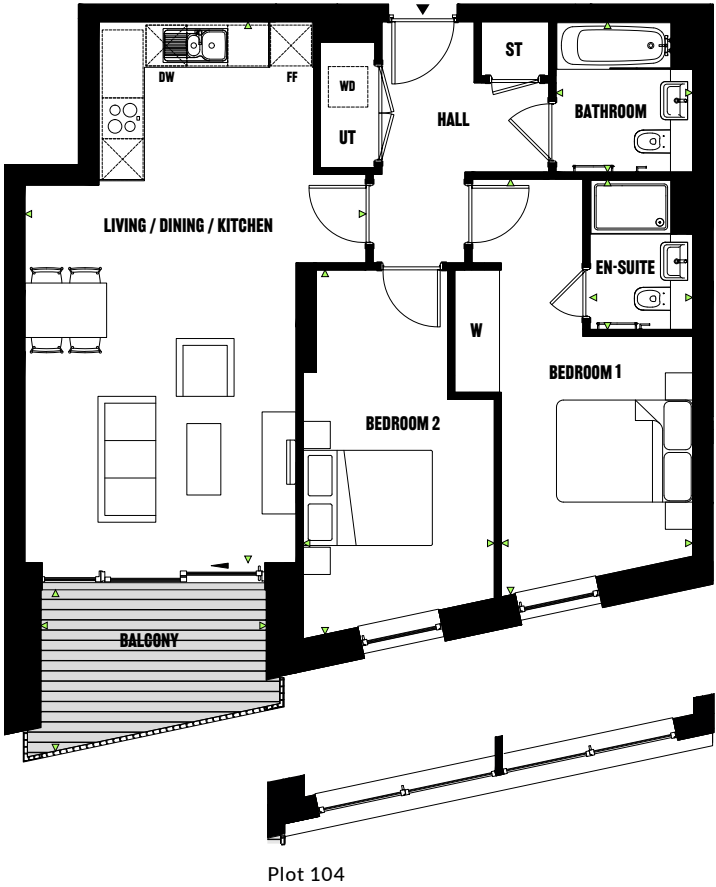 ST
DW
FF
WD
BATHROOM
HALL
UT
LIVING / DINING / KITCHEN
EN-SUITE
W
BEDROOM 1
BEDROOM 2
BALCONY
Plot 104